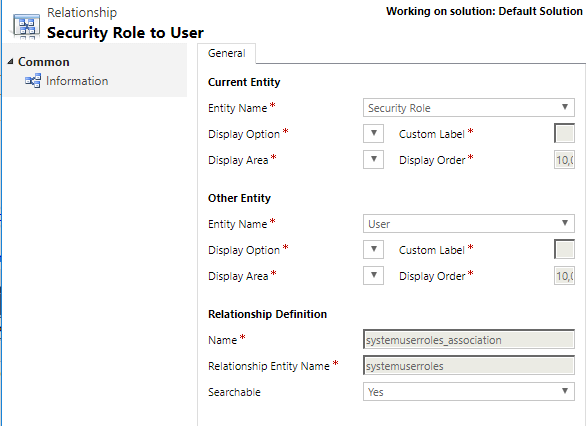 Relationship
Working on solution: Default Solution
Security Role to User
Common
Information
General
Current Entity
Entity Name * Security Role
Display Option * Custom Label *
Display Area * Display Order * 10,
Other Entity
Entity Name * User
Display Option * Custom Label *
Display Area * Display Order * 10,
Relationship Definition
Name * systemuserroles_association
Relationship Entity Name * systemuserroles
Searchable Yes